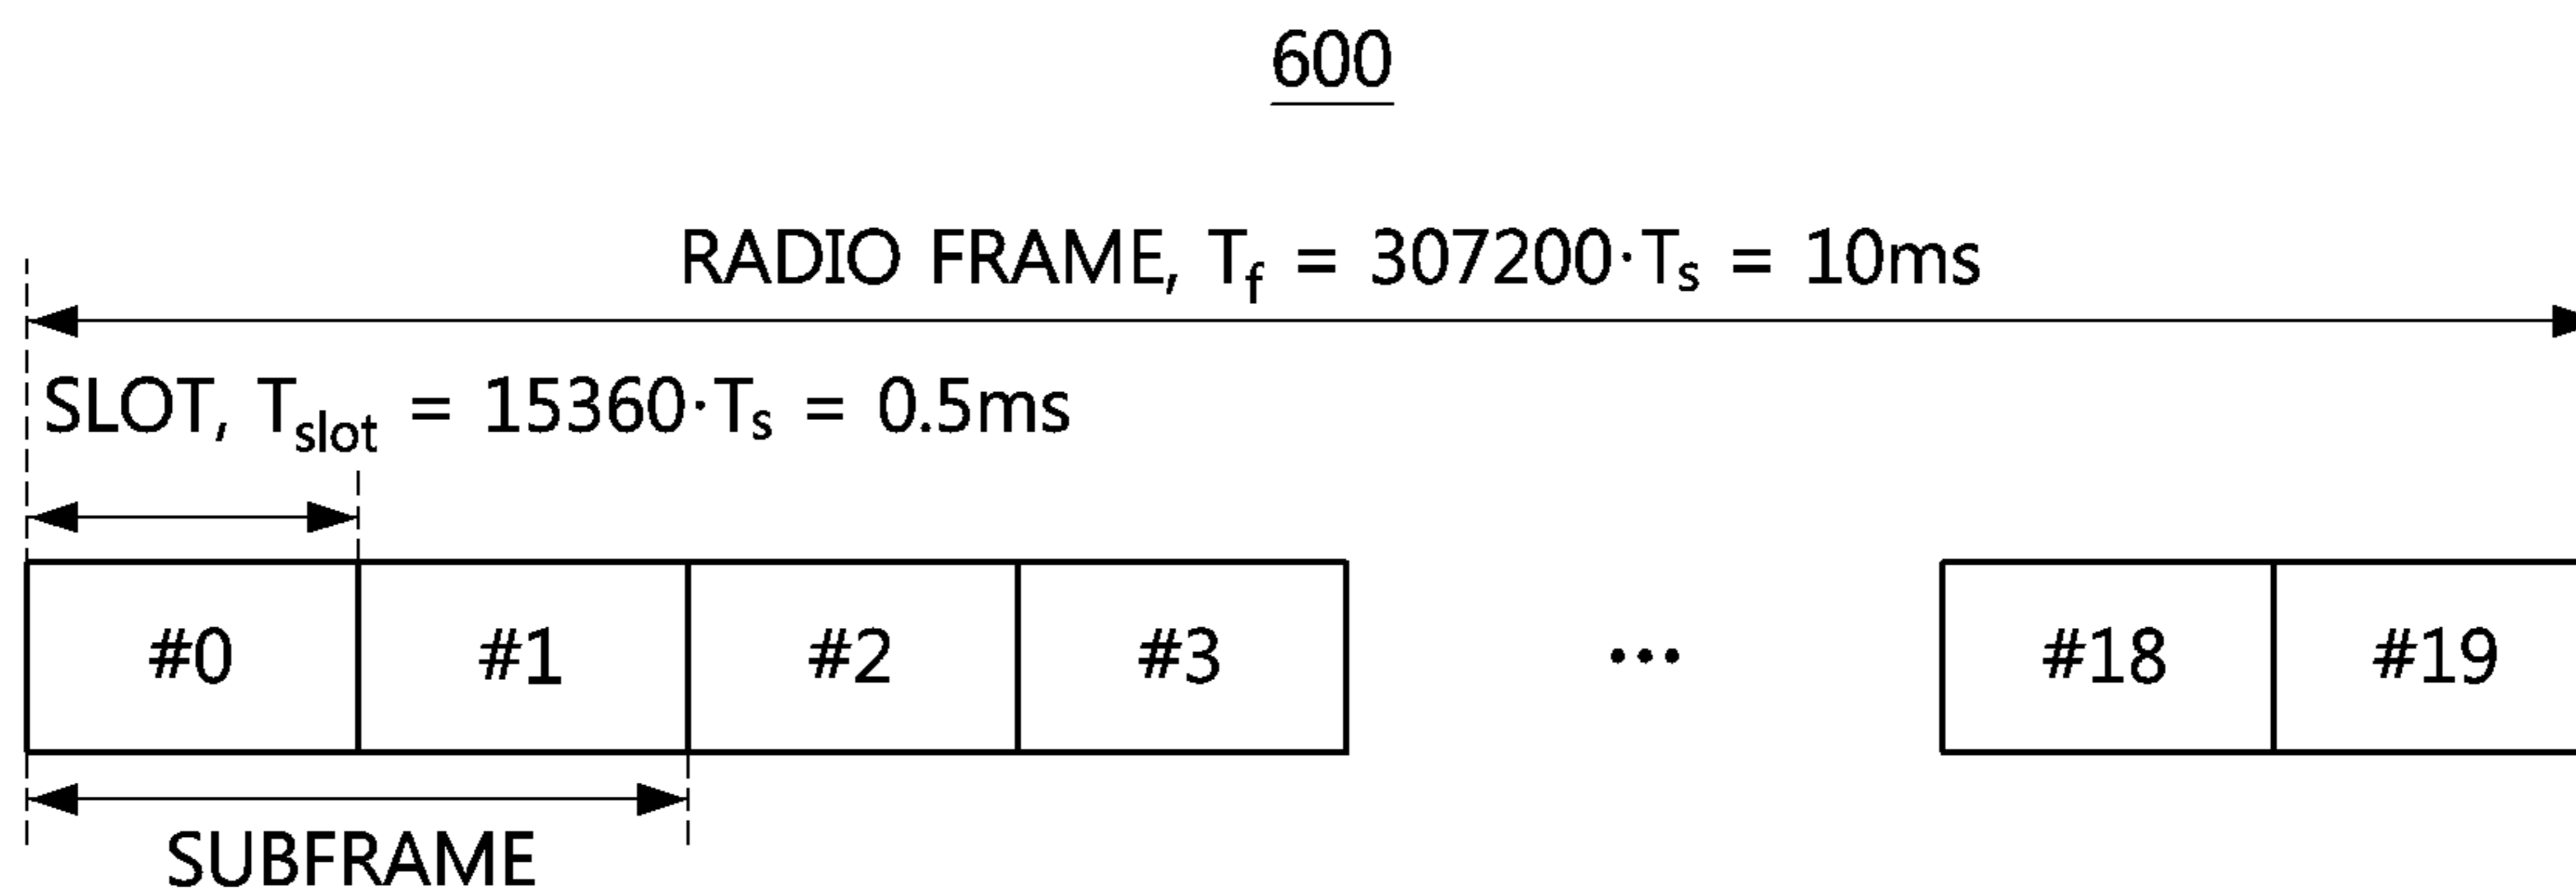 600
RADIO FRAME, Tf = 307200·Ts = 10ms
SLOT, Tslot = 15360·Ts = 0.5ms
#0 #1 #2 #3 ... #18 #19
SUBFRAME